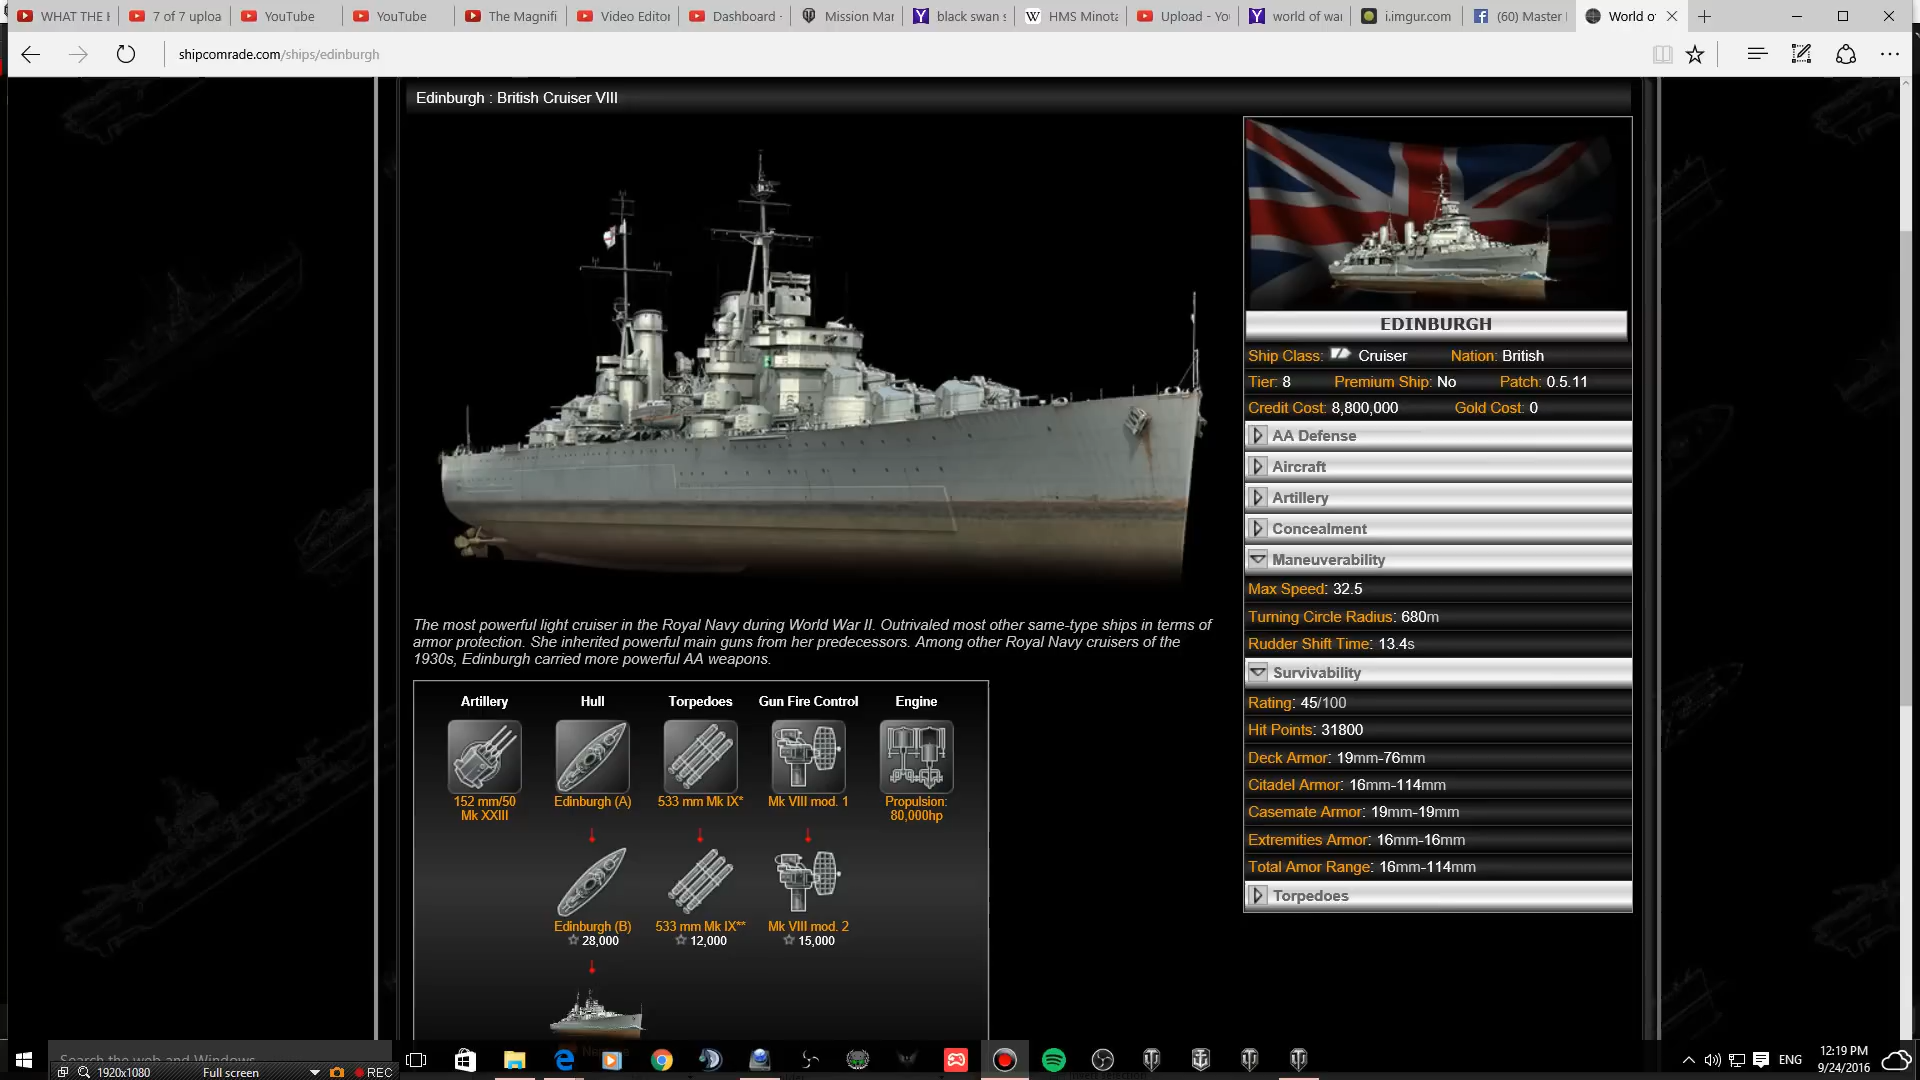 WHAT THE
7 of 7 uploa
YouTube
YouTube
The Magnifi
Video Editor
Dashboard -
Mission Mar
black swan s
HMS Minota
Upload - Yo
world of wa
i.imgur.com
(60) Master
World of
shipcomrade.com/ships/edinburgh
Edinburgh : British Cruiser VIII
EDINBURGH
Ship Class: Cruiser Nation: British
Tier: 8 Premium Ship: No Patch: 0.5.11
Credit Cost: 8,800,000 Gold Cost: 0
AA Defense
Aircraft
Artillery
Concealment
Maneuverability
Max Speed: 32.5
Turning Circle Radius: 680m
Rudder Shift Time: 13.4s
Survivability
Rating: 45/100
Hit Points: 31800
Deck Armor: 19mm-76mm
Citadel Armor: 16mm-114mm
Casemate Armor: 19mm-19mm
Extremities Armor: 16mm-16mm
Total Amor Range: 16mm-114mm
Torpedoes
The most powerful light cruiser in the Royal Navy during World War II. Outrivaled most other same-type ships in terms of
armor protection. She inherited powerful main guns from her predecessors. Among other Royal Navy cruisers of the
1930s, Edinburgh carried more powerful AA weapons.
Artillery Hull Torpedoes Gun Fire Control Engine
152 mm/50 Edinburgh (A) 533 mm Mk IX* Mk VIII mod. 1 Propulsion:
Mk XXIII 80,000hp
Edinburgh (B) 533 mm Mk IX** Mk VIII mod. 2
28,000 12,000 15,000
Search the web and Windows
1920x1080 Full screen REC
ENG
12:19 PM
9/24/2016